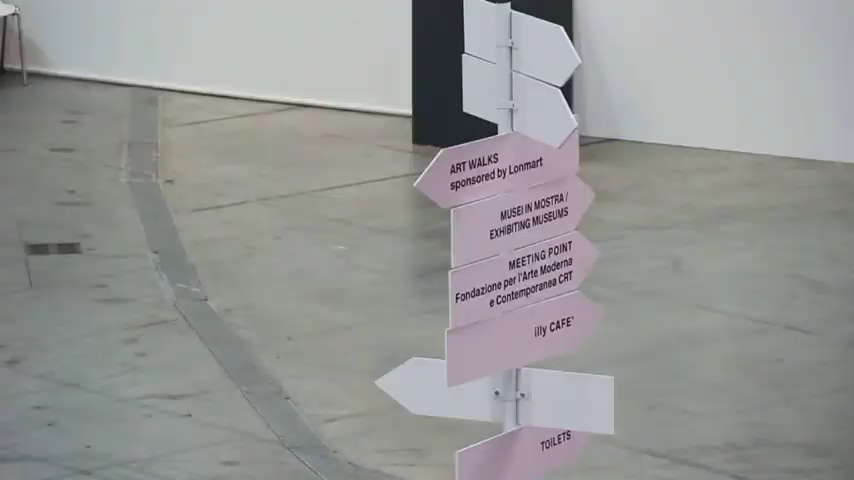 ART WALKS
sponsored by Lonmart
MUSEI IN MOSTRA /
EXHIBITING MUSEUMS
MEETING POINT
Fondazione per l'Arte Moderna
e Contemporanea CRT
illy CAFE'
TOILETS